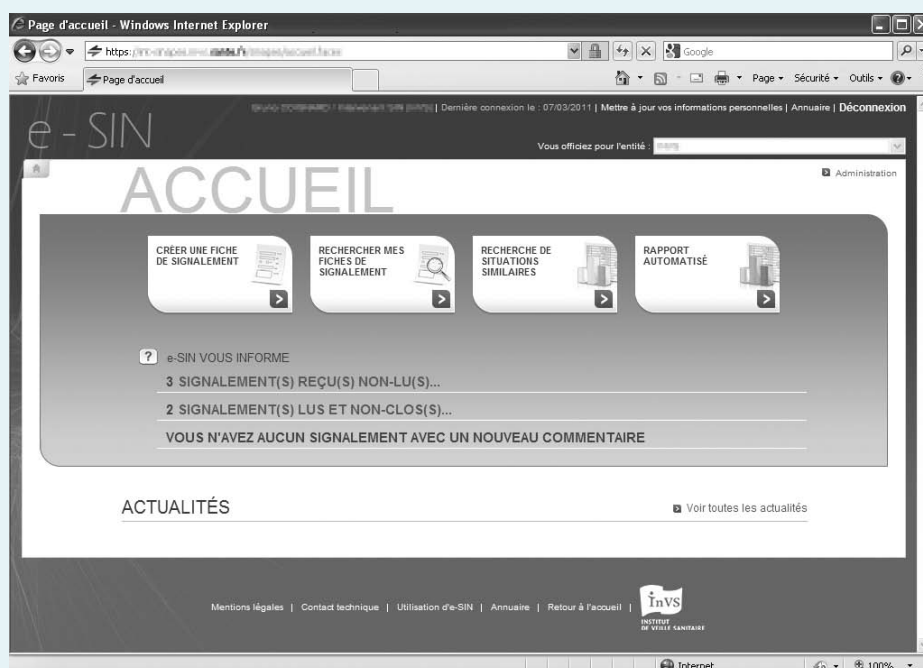 Page d'accueil - Windows Internet Explorer
https:
Google
Favoris
Page d'accueil
Page
Sécurité
Outils
Dernière connexion le : 07/03/2011 | Mettre à jour vos informations personnelles | Annuaire | Déconnexion
e - SIN
Vous officiez pour l'entité :
Administration
ACCUEIL
CRÉER UNE FICHE
DE SIGNALEMENT
RECHERCHER MES
FICHES DE
SIGNALEMENT
RECHERCHE DE
SITUATIONS
SIMILAIRES
RAPPORT
AUTOMATISÉ
? e-SIN VOUS INFORME
3 SIGNALEMENT(S) REÇU(S) NON-LU(S)...
2 SIGNALEMENT(S) LUS ET NON-CLOS(S)...
VOUS N'AVEZ AUCUN SIGNALEMENT AVEC UN NOUVEAU COMMENTAIRE
ACTUALITÉS
Voir toutes les actualités
Mentions légales | Contact technique | Utilisation d'e-SIN | Annuaire | Retour à l'accueil |
INVS
INSTITUT
DE VEILLE SANITAIRE
Internet
100%